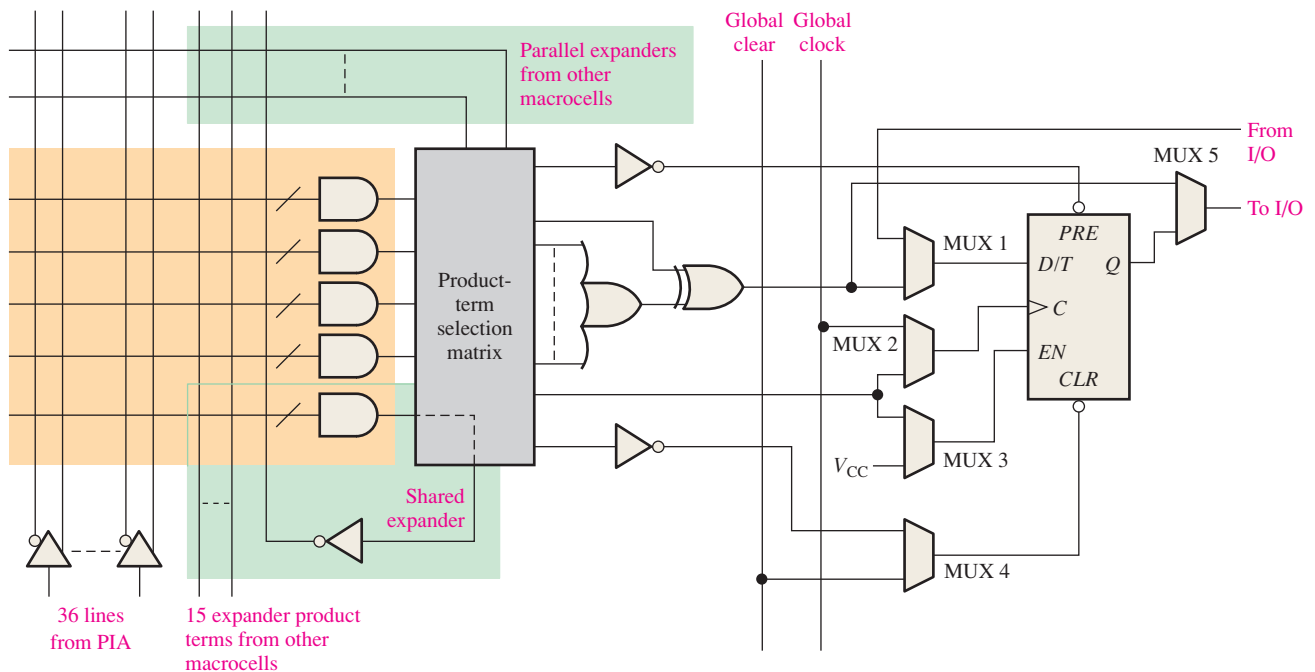 Global
clear
Global
clock
Parallel expanders
from other
macrocells
From
I/O
MUX 5
To I/O
MUX 1
PRE
D/T
Q
C
EN
CLR
Product-
term
selection
matrix
MUX 2
MUX 3
VCC
Shared
expander
MUX 4
36 lines
from PIA
15 expander product
terms from other
macrocells